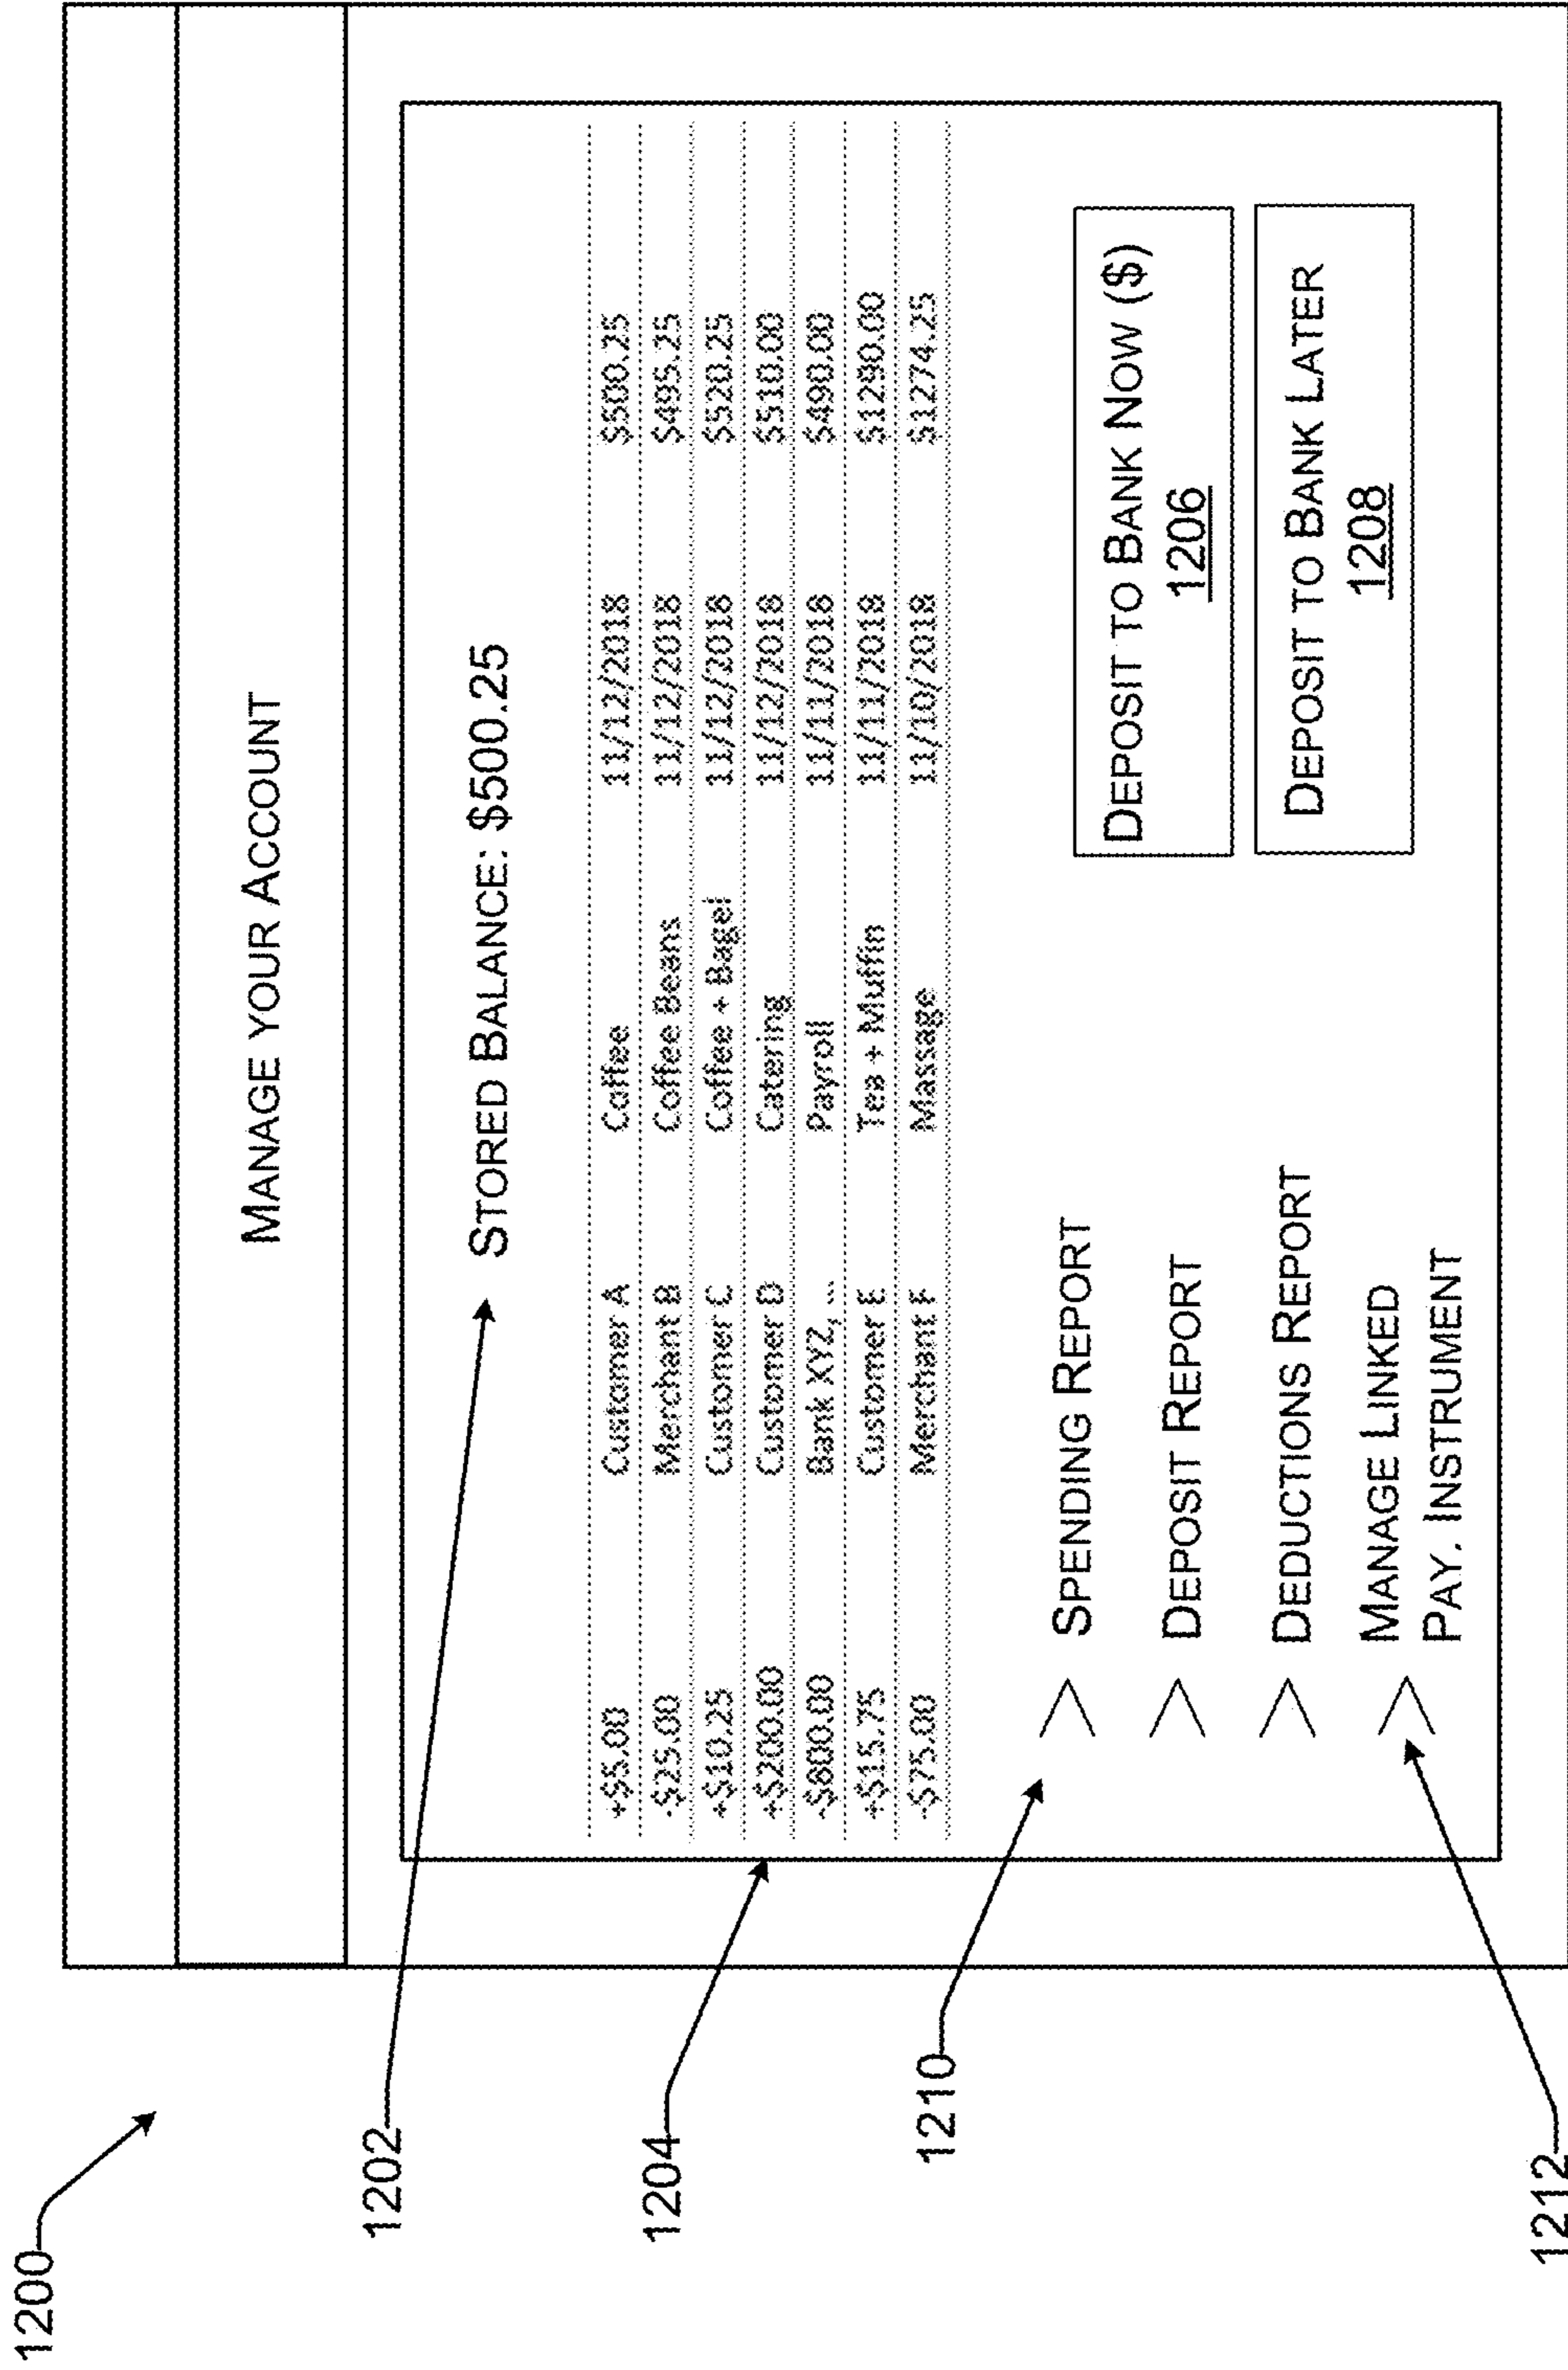 1200
MANAGE YOUR ACCOUNT
1202
STORED BALANCE: $500.25
+$5.00 Customer A Coffee 11/12/2018 $500.25
-$25.00 Merchant B Coffee Beans 11/12/2018 $495.25
+$10.25 Customer C Coffee + Bagel 11/12/2018 $520.25
1204
+$200.00 Customer D Catering 11/12/2018 $510.00
Bank XYZ, ... Payroll 11/11/2018 $490.00
+$15.75 Customer E Tea + Muffin 11/11/2018 $1290.00
-$75.00 Merchant F Massage 11/10/2018 $1274.25
1210
> SPENDING REPORT
> DEPOSIT REPORT
> DEDUCTIONS REPORT
1212
> MANAGE LINKED
PAY. INSTRUMENT
DEPOSIT TO BANK NOW ($)
1206
DEPOSIT TO BANK LATER
1208